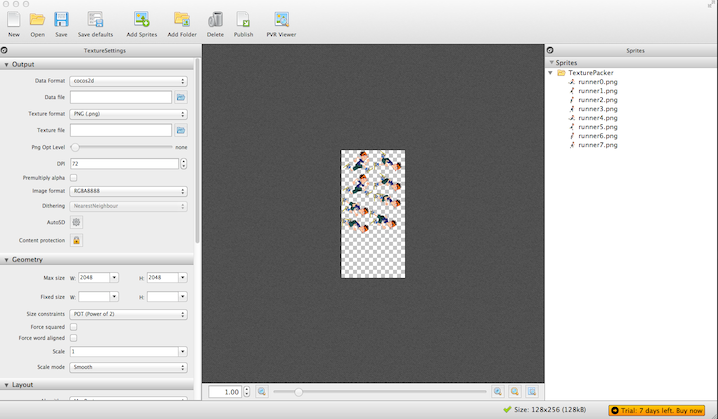 New Open Save Save defaults Add Sprites Add Folder Delete Publish PVR Viewer
TextureSettings
Output
Data Format cocos2d
Data file
Texture format PNG (.png)
Texture file
Png Opt Level none
DPI 72
Premultiply alpha
Image format RGBA8888
Dithering NearestNeighbour
AutoSD
Content protection
Geometry
Max size W: 2048 H: 2048
Fixed size W: H:
Size constraints POT (Power of 2)
Force squared
Force word aligned
Scale 1
Scale mode Smooth
Layout
1.00
Sprites
Sprites
TexturePacker
runner0.png
runner1.png
runner2.png
runner3.png
runner4.png
runner5.png
runner6.png
runner7.png
Size: 128x256 (128kB)
Trial: 7 days left. Buy now